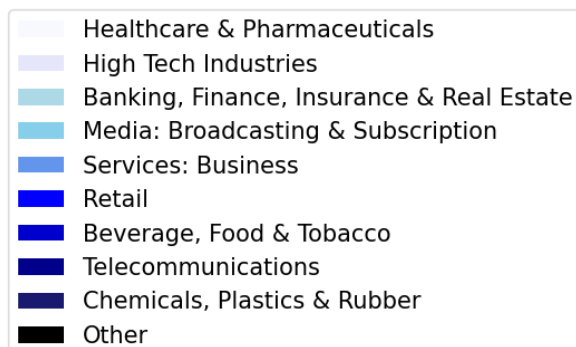 Healthcare & Pharmaceuticals
High Tech Industries
Banking, Finance, Insurance & Real Estate
Media: Broadcasting & Subscription
Services: Business
Retail
Beverage, Food & Tobacco
Telecommunications
Chemicals, Plastics & Rubber
Other